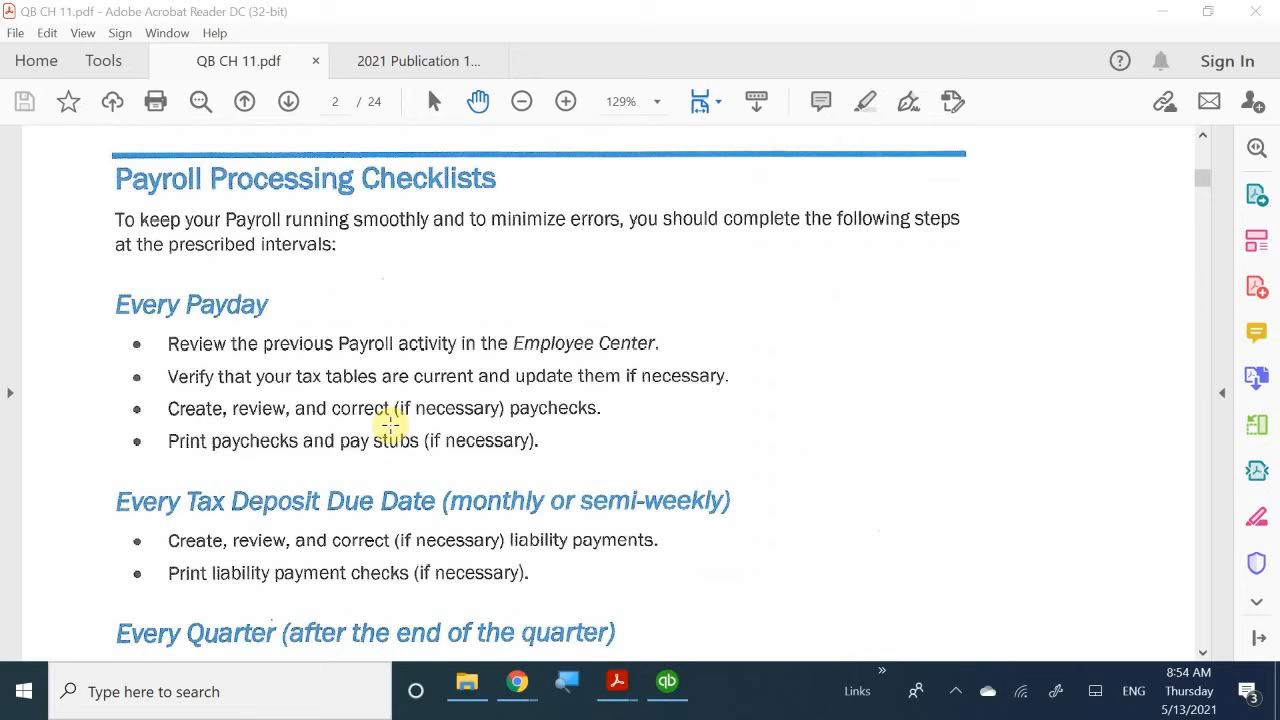 QB CH 11.pdf - Adobe Acrobat Reader DC (32-bit)
File Edit View Sign Window Help
Home Tools QB CH 11.pdf × 2021 Publication 1... Sign In
2 / 24 129%
Payroll Processing Checklists
To keep your Payroll running smoothly and to minimize errors, you should complete the following steps
at the prescribed intervals:
Every Payday
• Review the previous Payroll activity in the Employee Center.
• Verify that your tax tables are current and update them if necessary.
• Create, review, and correct (if necessary) paychecks.
• Print paychecks and pay stubs (if necessary).
Every Tax Deposit Due Date (monthly or semi-weekly)
• Create, review, and correct (if necessary) liability payments.
• Print liability payment checks (if necessary).
Every Quarter (after the end of the quarter)
Type here to search
qb
Links
»
ENG
8:54 AM
Thursday
5/13/2021
3